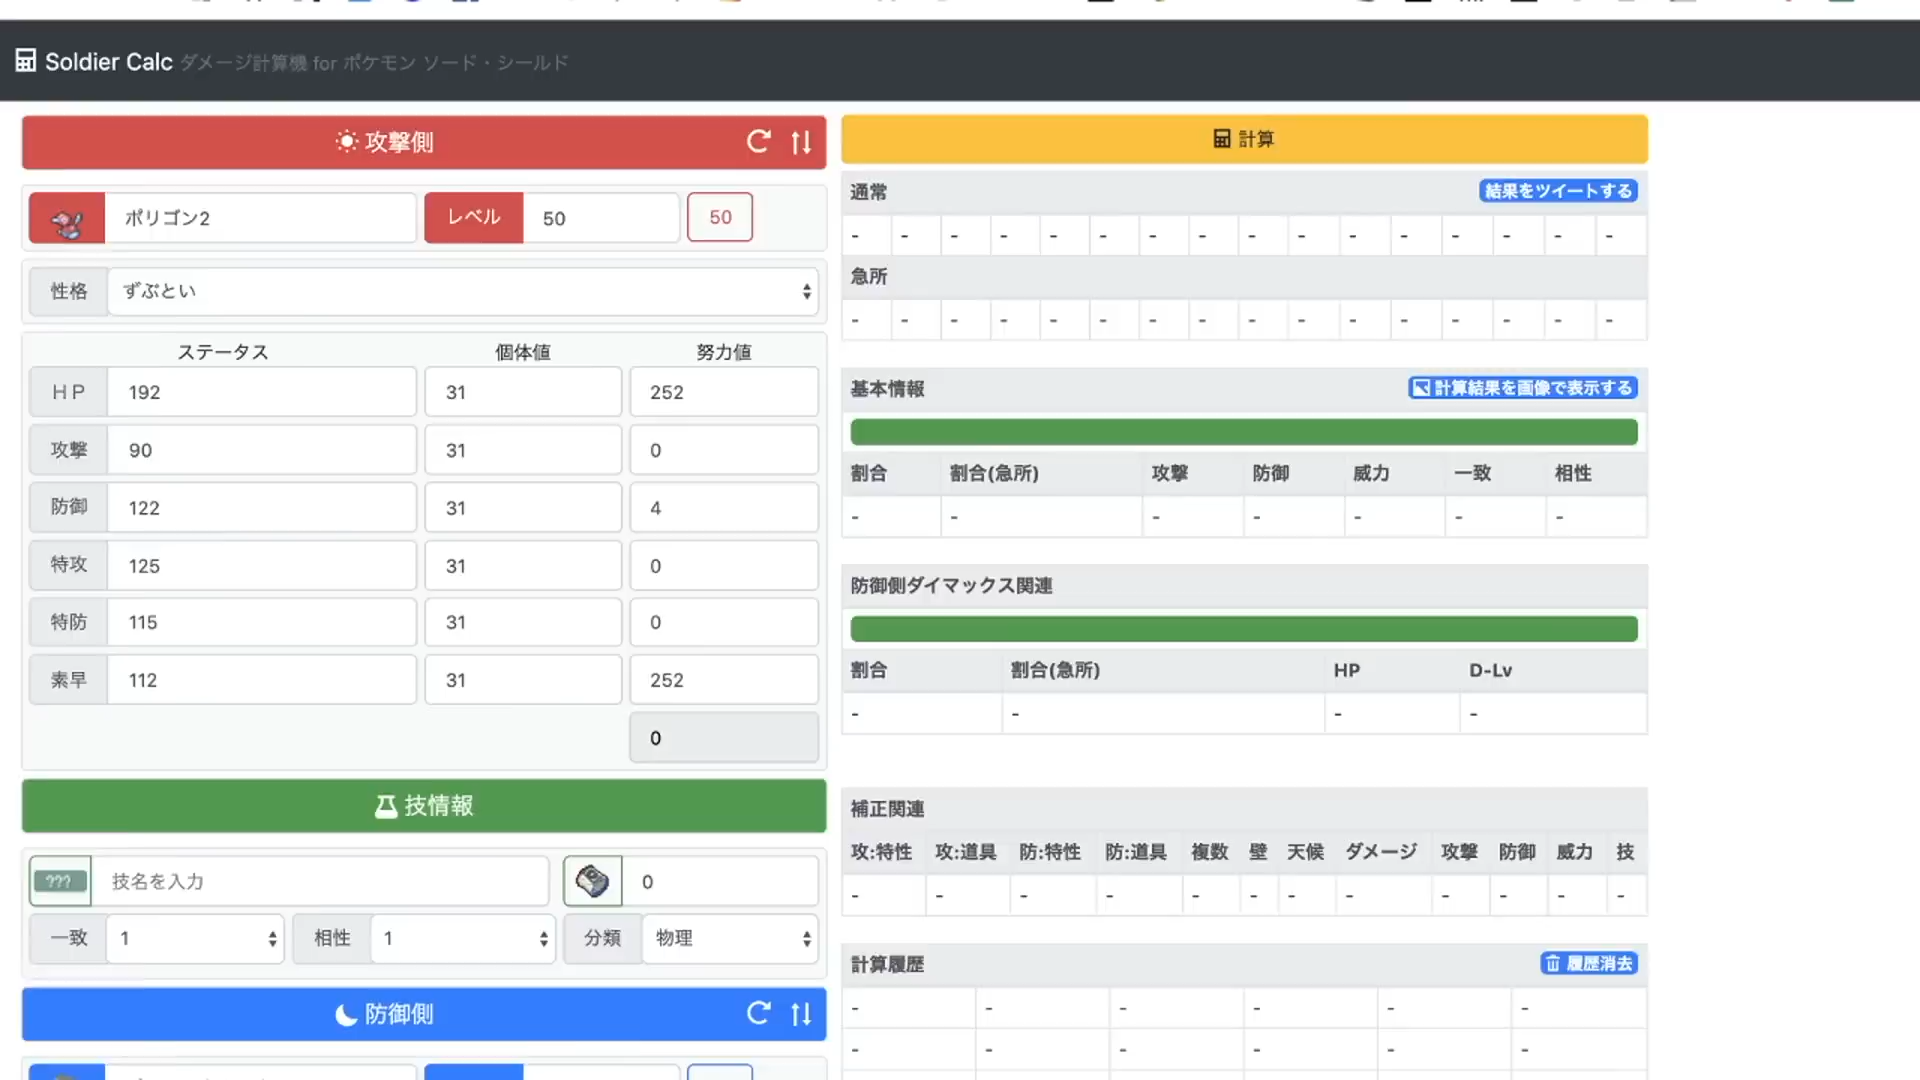 Soldier Calc ダメージ計算機 for ポケモン ソード・シールド
攻撃側
ポリゴン2 レベル 50 50
性格 ずぶとい
ステータス 個体値 努力値
ＨＰ 192 31 252
攻撃 90 31 0
防御 122 31 4
特攻 125 31 0
特防 115 31 0
素早 112 31 252
0
技情報
??? 技名を入力 0
一致 1 相性 1 分類 物理
防御側
計算
通常 結果をツイートする
- - - - - - - - - - - - - - - -
急所
- - - - - - - - - - - - - - - -
基本情報 計算結果を画像で表示する
割合 割合(急所) 攻撃 防御 威力 一致 相性
- - - - - - -
防御側ダイマックス関連
割合 割合(急所) HP D-Lv
- - - -
補正関連
攻:特性 攻:道具 防:特性 防:道具 複数 壁 天候 ダメージ 攻撃 防御 威力 技
- - - - - - - - - - - -
計算履歴 履歴消去
- - - - - -
- - - - - -